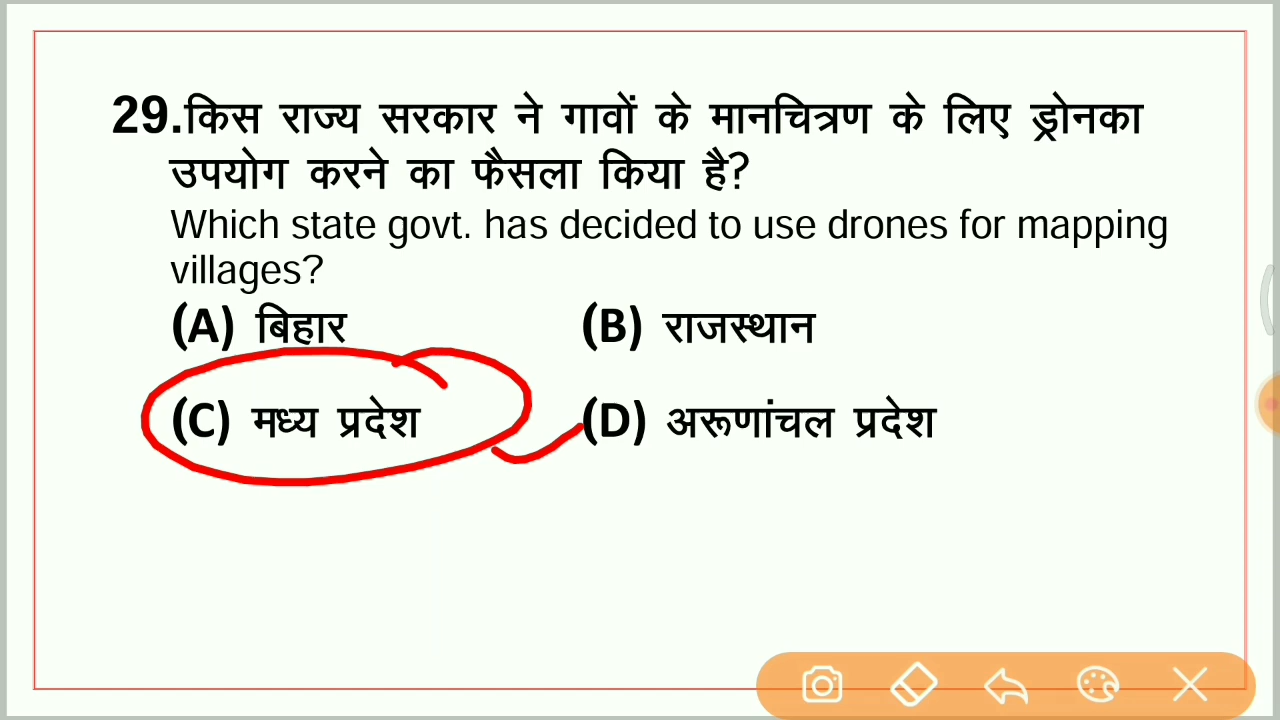 29.किस राज्य सरकार ने गावों के मानचित्रण के लिए ड्रोनका
उपयोग करने का फैसला किया है?
Which state govt. has decided to use drones for mapping
villages?
(A) बिहार (B) राजस्थान
(C) मध्य प्रदेश (D) अरूणांचल प्रदेश